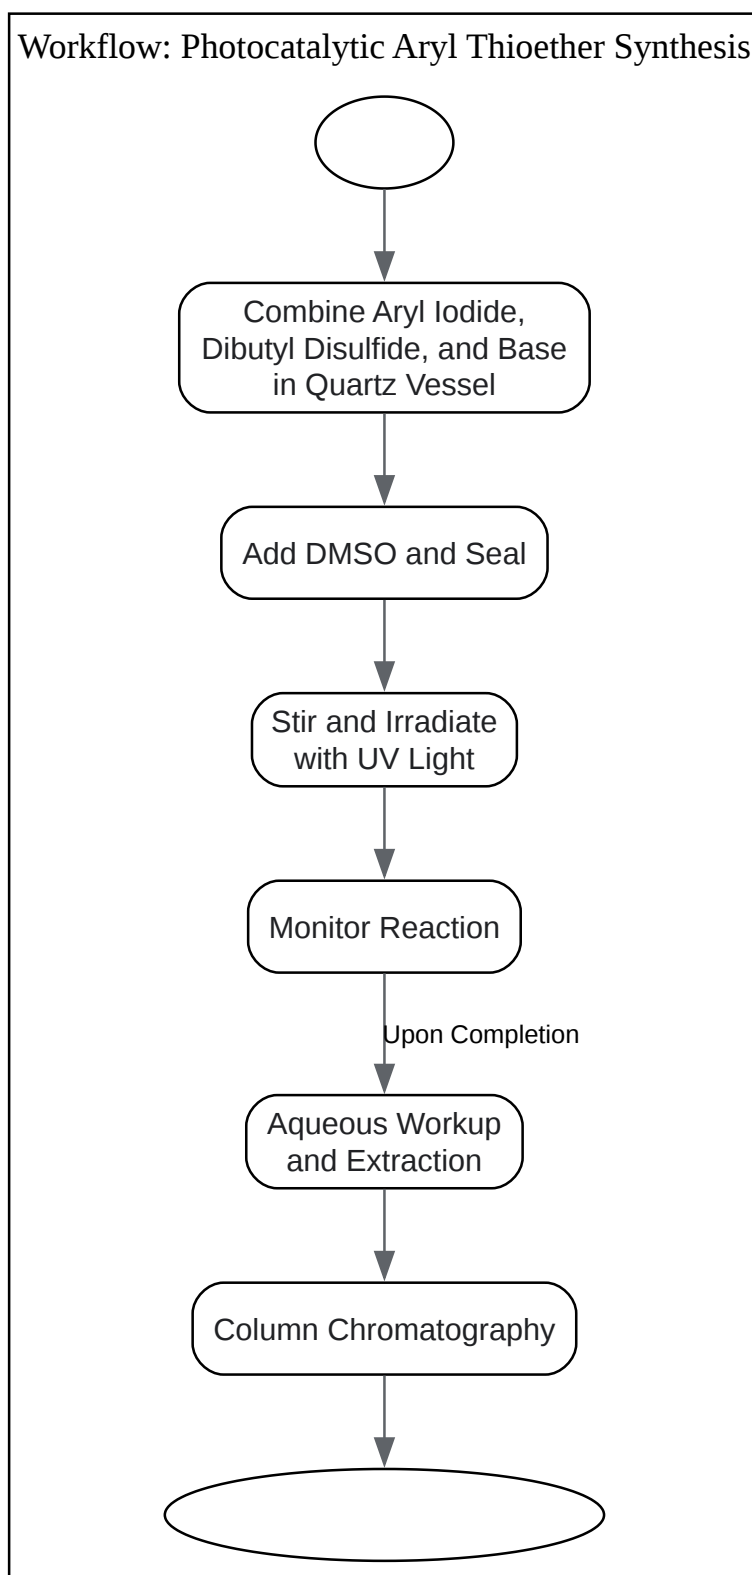 Workflow: Photocatalytic Aryl Thioether Synthesis
Combine Aryl Iodide,
Dibutyl Disulfide, and Base
in Quartz Vessel
Add DMSO and Seal
Stir and Irradiate
with UV Light
Monitor Reaction
Upon Completion
Aqueous Workup
and Extraction
Column Chromatography